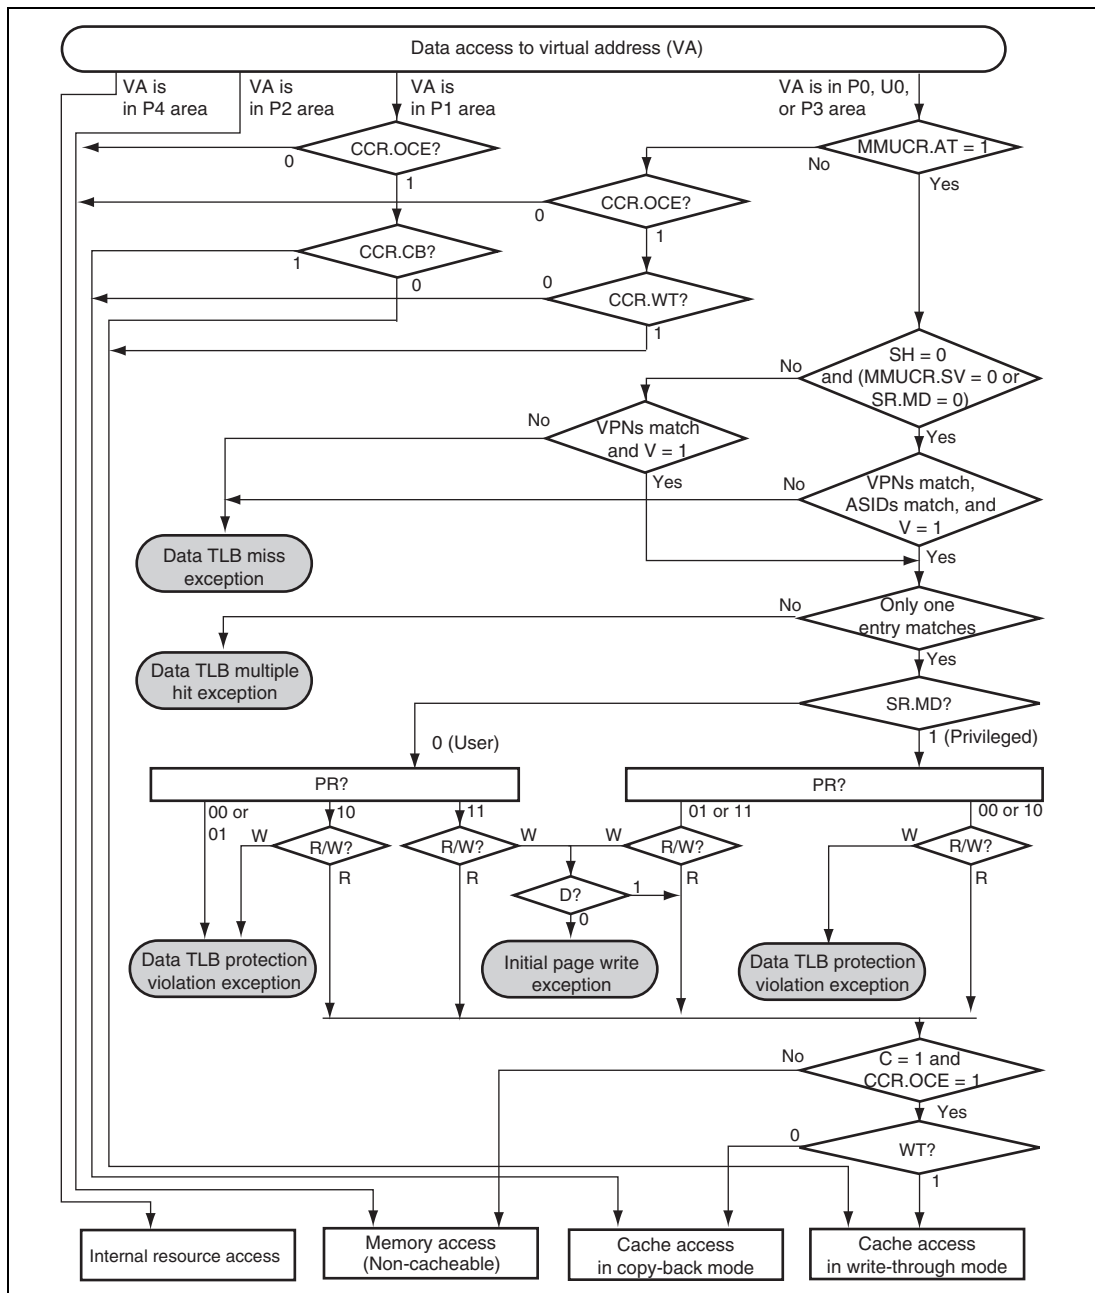 Data access to virtual address (VA)
VA is
in P4 area
VA is
in P2 area
VA is
in P1 area
VA is in P0, U0,
or P3 area
CCR.OCE?
0
1
MMUCR.AT = 1
No
Yes
CCR.OCE?
0
1
CCR.CB?
1
0
CCR.WT?
0
1
SH = 0
and (MMUCR.SV = 0 or
SR.MD = 0)
No
Yes
VPNs match
and V = 1
No
Yes
VPNs match,
ASIDs match, and
V = 1
No
Yes
Data TLB miss
exception
Only one
entry matches
No
Yes
Data TLB multiple
hit exception
SR.MD?
0 (User)
1 (Privileged)
PR?
PR?
00 or
01
10
11
01 or 11
00 or 10
W
R/W?
R
R/W?
W
R
W
R/W?
R
W
R/W?
R
D?
1
0
Data TLB protection
violation exception
Initial page write
exception
Data TLB protection
violation exception
C = 1 and
CCR.OCE = 1
No
Yes
WT?
0
1
Internal resource access
Memory access
(Non-cacheable)
Cache access
in copy-back mode
Cache access
in write-through mode